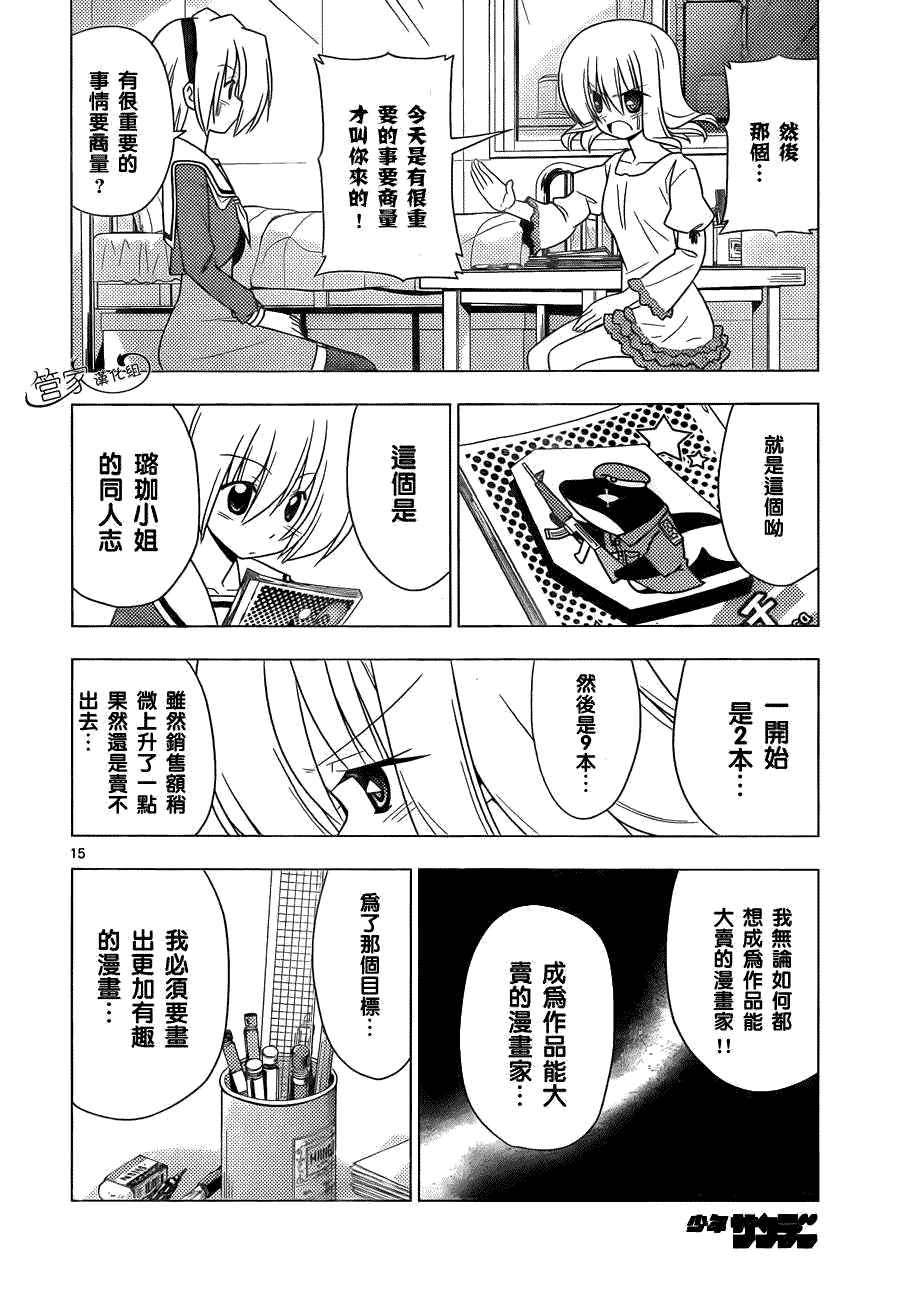 然後
那個…
今天是有很重
要的事要商量
才叫你來的！
有很重要的
事情要商量？
管家
漢化組
就是這個呦
這個是
璐珈小姐
的同人志
一開始
是2本…
然後是9本…
雖然銷售額稍
微上升了一點
果然還是賣不
出去…
15
我無論如何都
想成爲作品能
大賣的漫畫家!!
成爲作品能大
賣的漫畫家…
爲了那個目標…
我必須要畫
出更加有趣
的漫畫…
少年サンデー